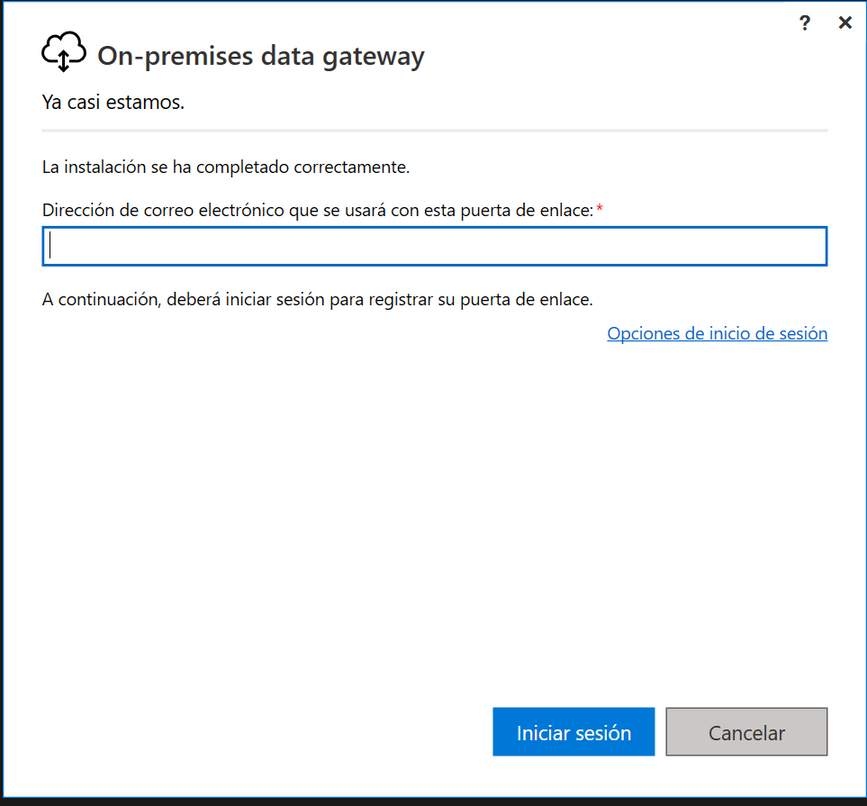 ?
On-premises data gateway
Ya casi estamos.
La instalación se ha completado correctamente.
Dirección de correo electrónico que se usará con esta puerta de enlace:*
A continuación, deberá iniciar sesión para registrar su puerta de enlace.
Opciones de inicio de sesión
Iniciar sesión
Cancelar